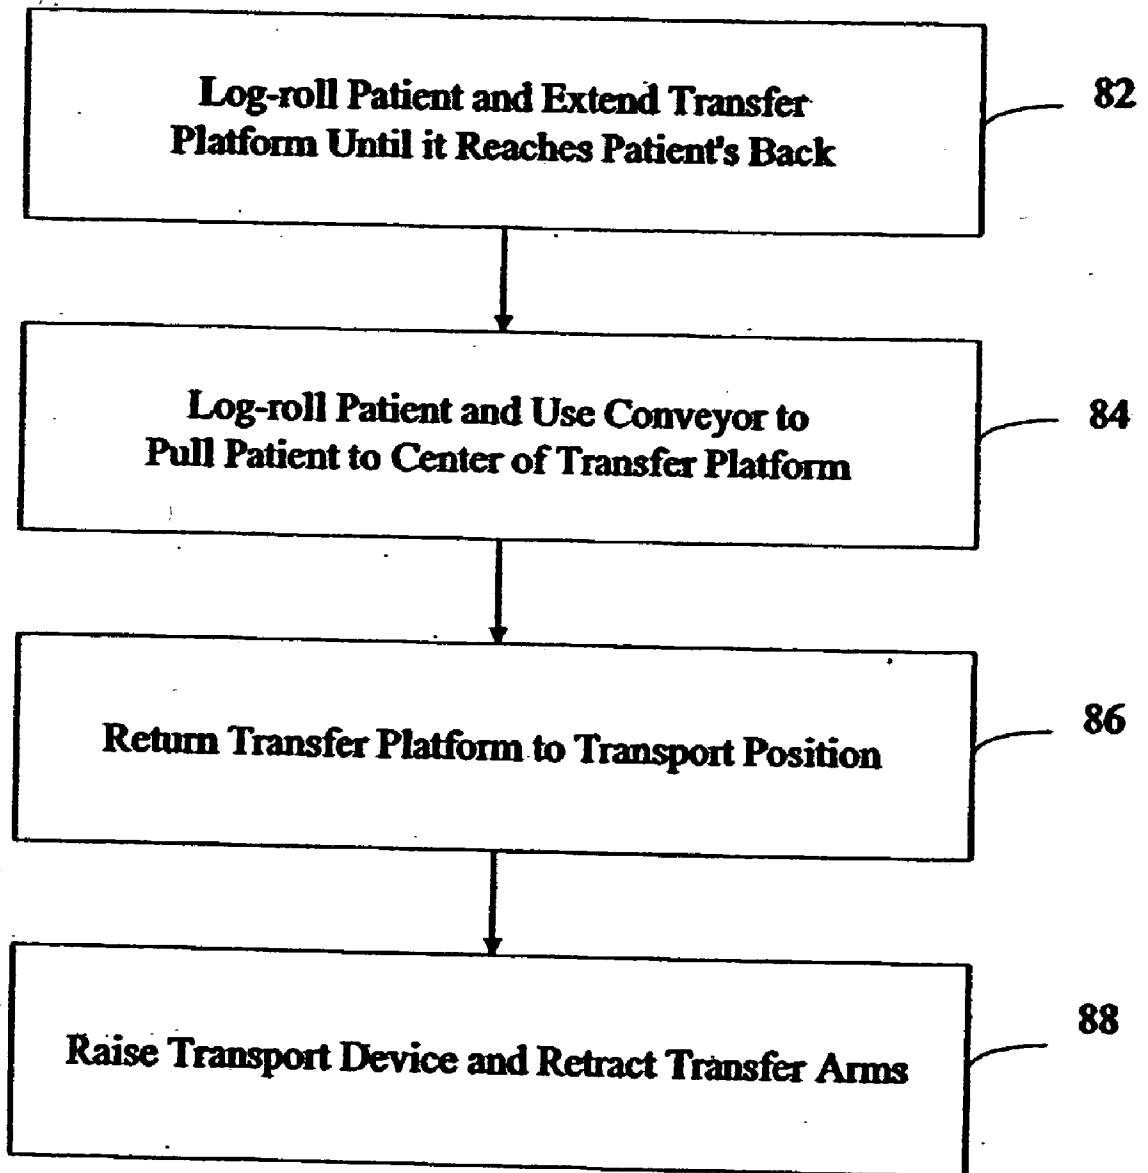 Log-roll Patient and Extend Transfer
Platform Until it Reaches Patient's Back
82
Log-roll Patient and Use Conveyor to
Pull Patient to Center of Transfer Platform
84
Return Transfer Platform to Transport Position
86
Raise Transport Device and Retract Transfer Arms
88